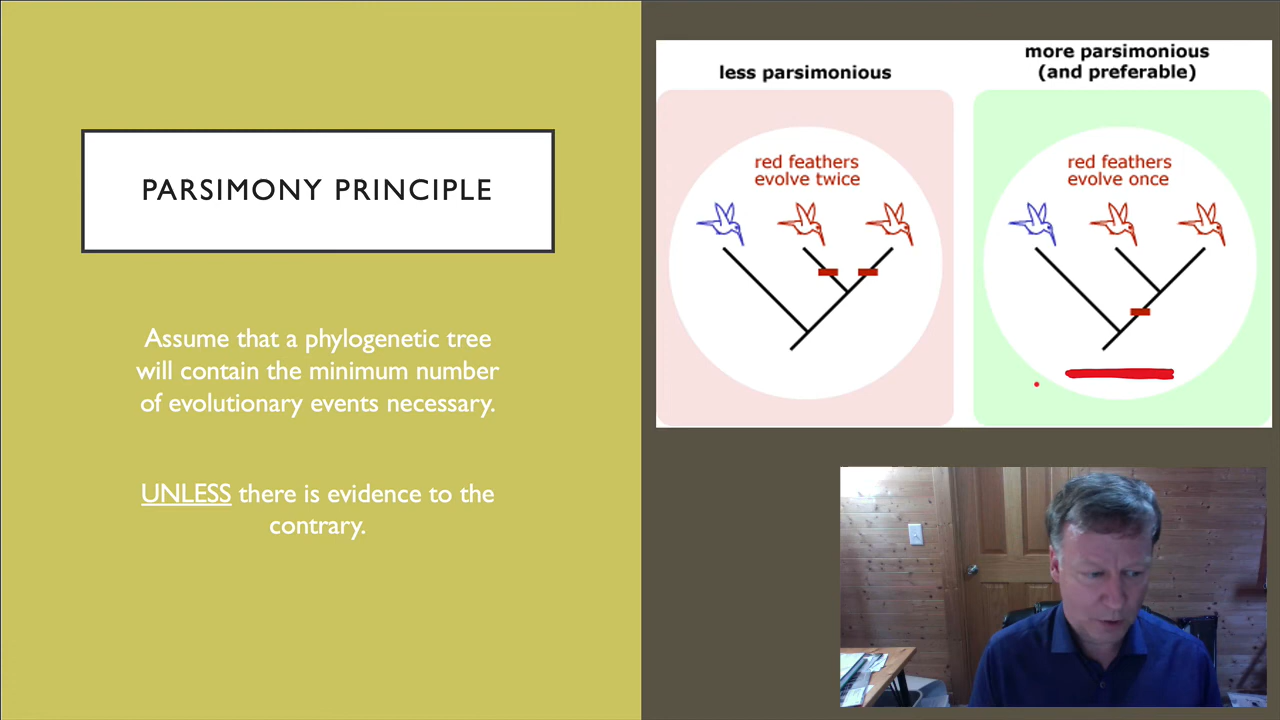 PARSIMONY PRINCIPLE
Assume that a phylogenetic tree
will contain the minimum number
of evolutionary events necessary.
UNLESS there is evidence to the
contrary.
less parsimonious
red feathers
evolve twice
more parsimonious
(and preferable)
red feathers
evolve once